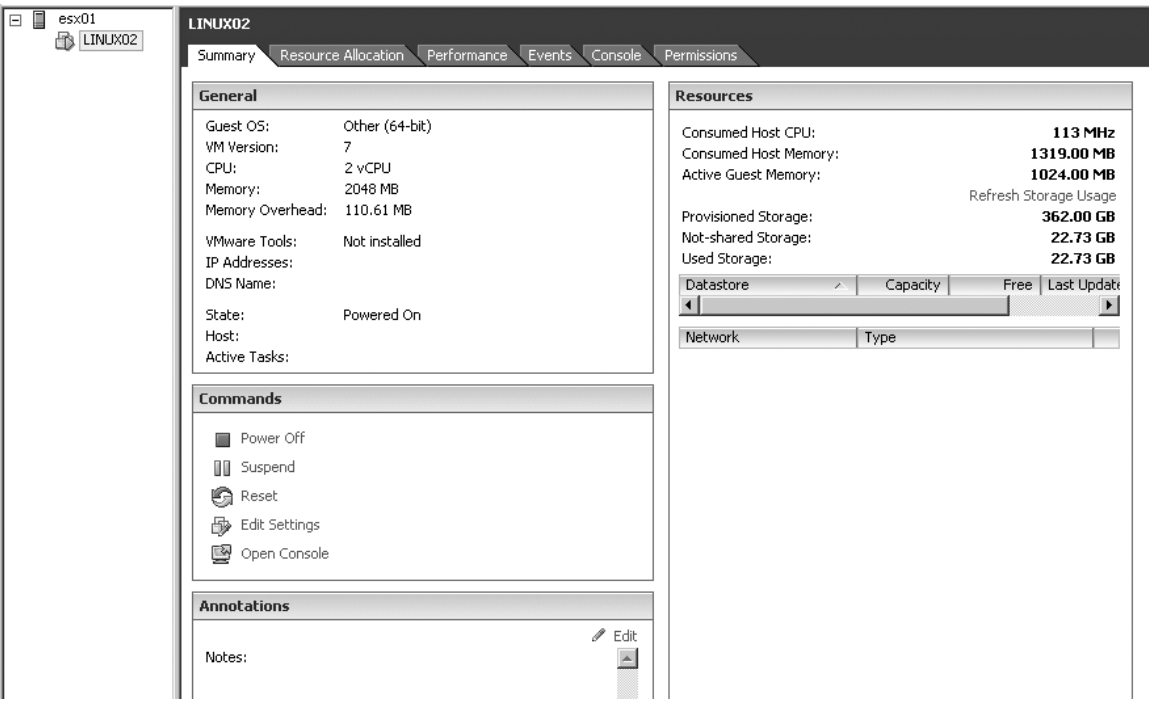 esx01
LINUX02
LINUX02
Summary Resource Allocation Performance Events Console Permissions
General
Guest OS: Other (64-bit)
VM Version: 7
CPU: 2 vCPU
Memory: 2048 MB
Memory Overhead: 110.61 MB
VMware Tools: Not installed
IP Addresses:
DNS Name:
State: Powered On
Host:
Active Tasks:
Commands
Power Off
Suspend
Reset
Edit Settings
Open Console
Annotations
Edit
Notes:
Resources
Consumed Host CPU: 113 MHz
Consumed Host Memory: 1319.00 MB
Active Guest Memory: 1024.00 MB
Refresh Storage Usage
Provisioned Storage: 362.00 GB
Not-shared Storage: 22.73 GB
Used Storage: 22.73 GB
Datastore Capacity Free Last Update
Network Type